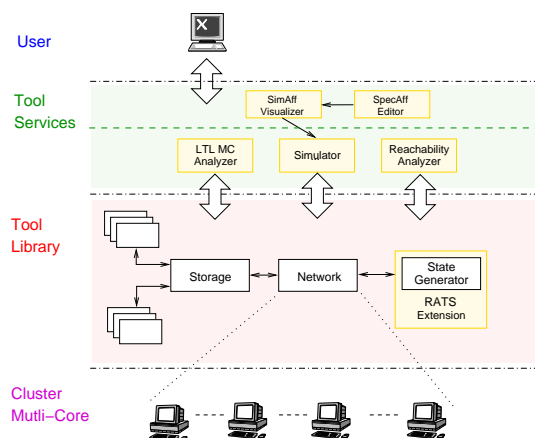 User
X
Tool
Services
SimAff
Visualizer
SpecAff
Editor
LTL MC
Analyzer
Simulator
Reachability
Analyzer
Tool
Library
Storage
Network
State
Generator
RATS
Extension
Cluster
Mutli-Core